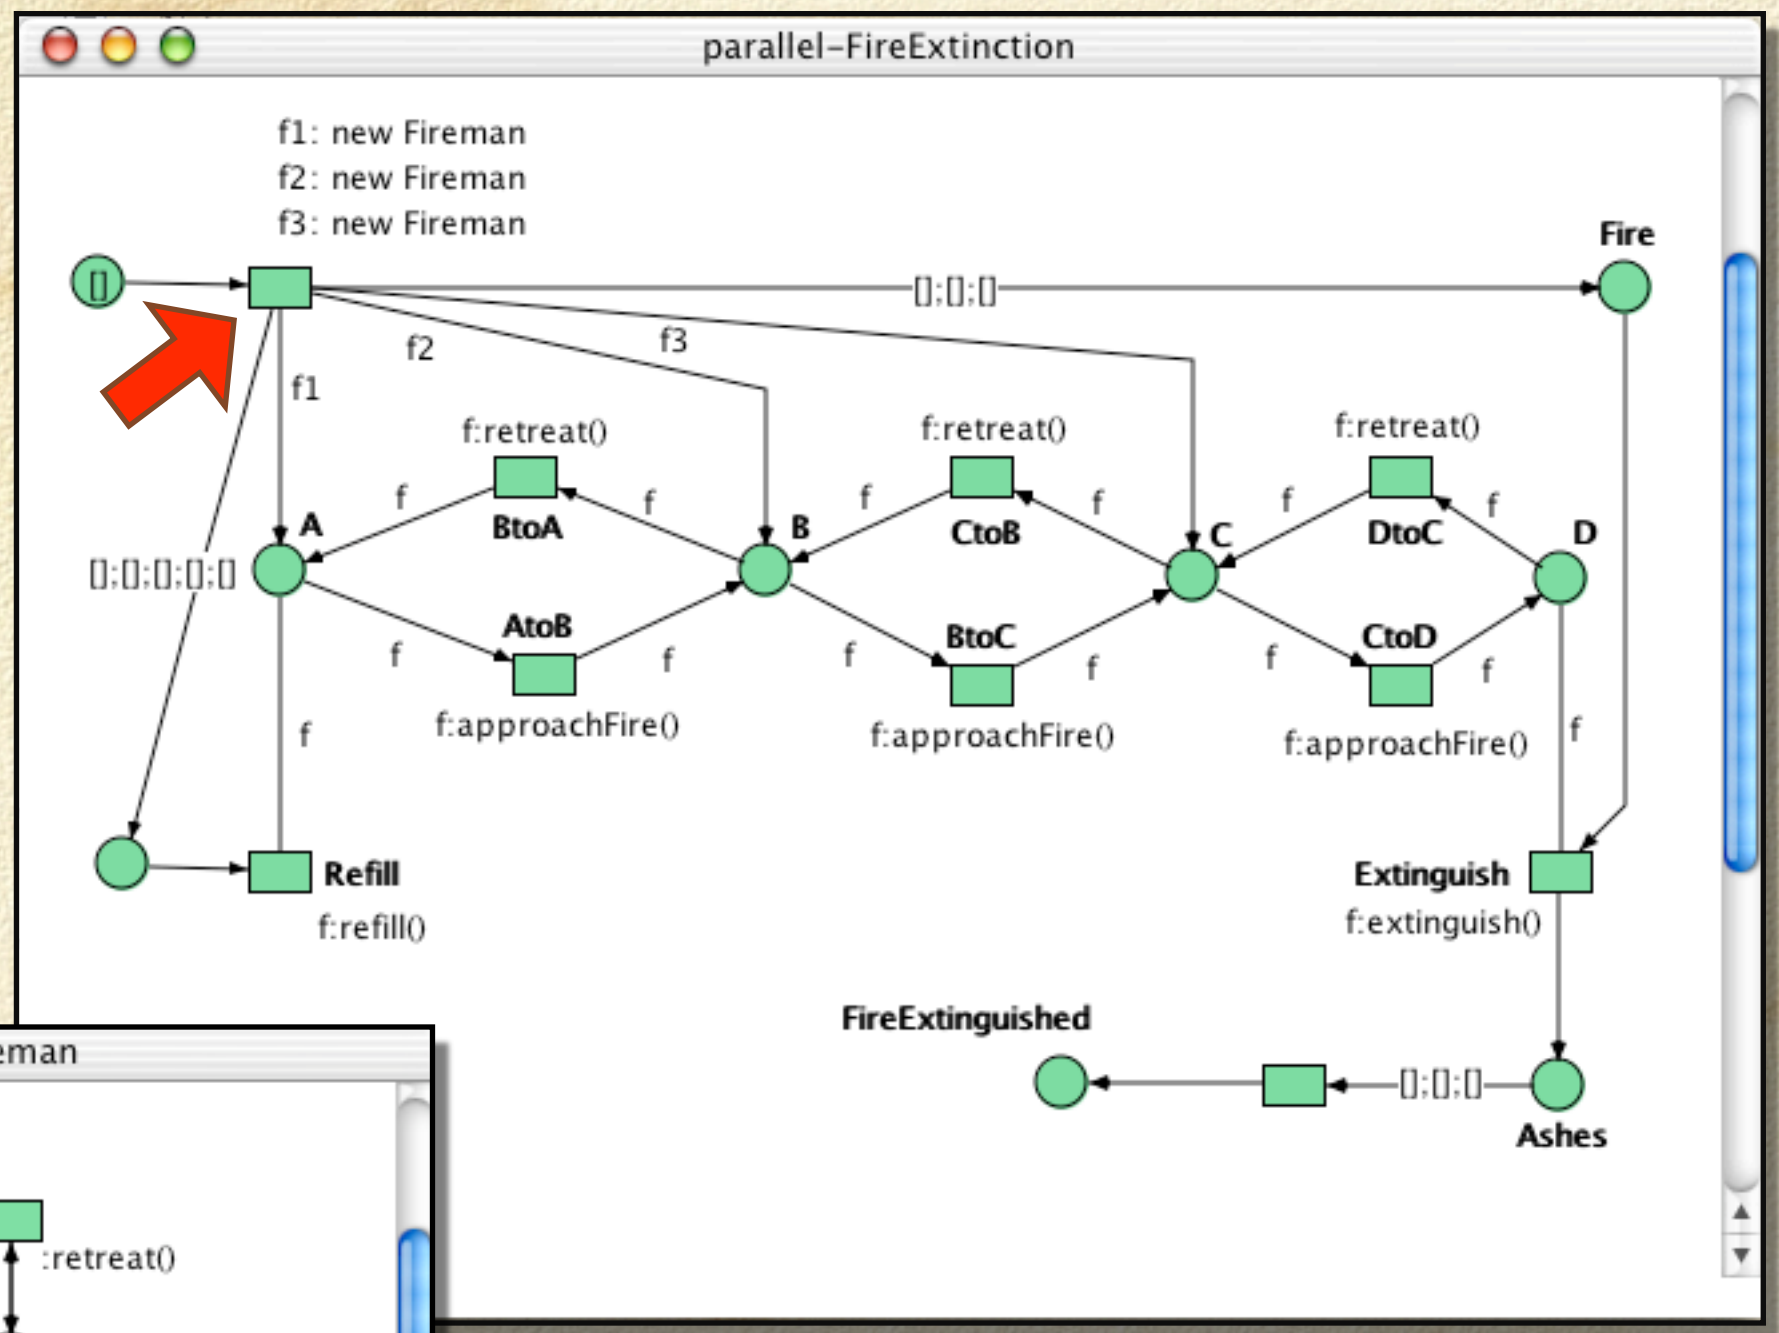 parallel-FireExtinction
f1: new Fireman
f2: new Fireman
f3: new Fireman
Fire
[]
[];[];[]
f2
f3
f1
f:retreat()
f:retreat()
f:retreat()
f
f
f
f
f
f
A
BtoA
B
CtoB
C
DtoC
D
[];[];[];[];[]
AtoB
BtoC
CtoD
f
f
f
f
f
f
f:approachFire()
f:approachFire()
f:approachFire()
f
f
Refill
f:refill()
Extinguish
f:extinguish()
FireExtinguished
[];[];[]
Ashes
eman
:retreat()